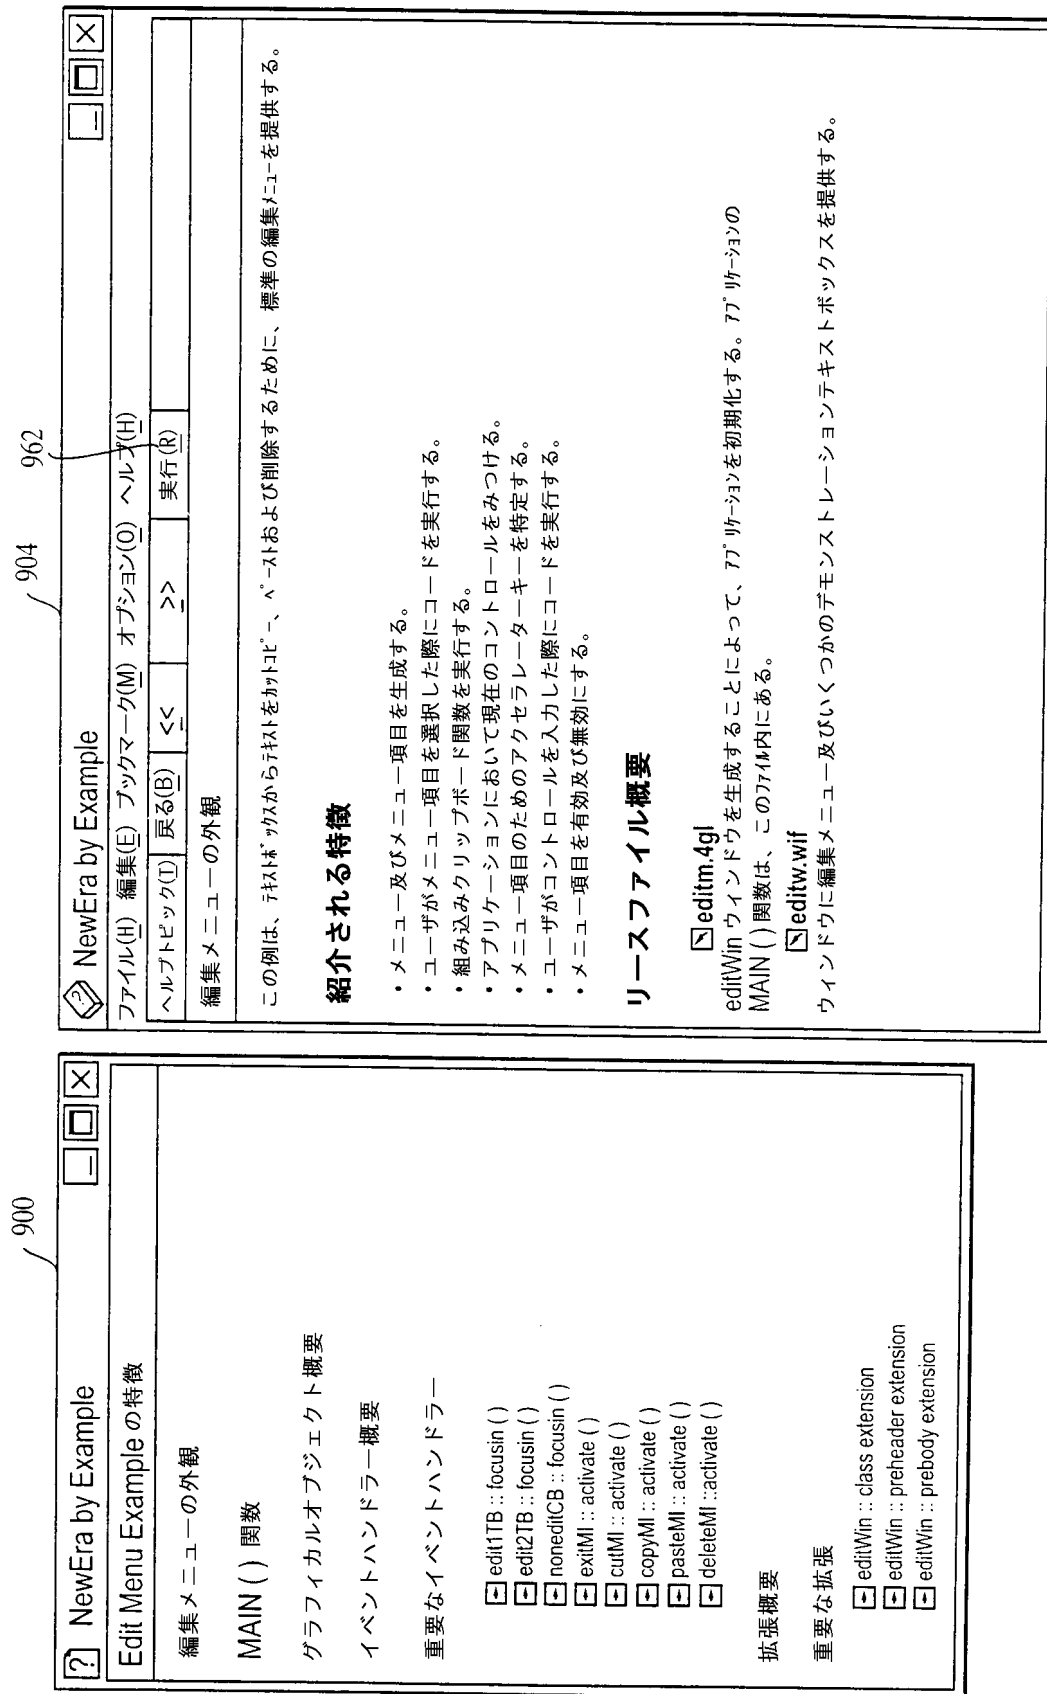 900
NewEra by Example
Edit Menu Example の特徴
編集メニューの外観
MAIN ( ) 関数
グラフィカルオブジェクト概要
イベントハンドラー概要
重要なイベントハンドラー
edit1TB :: focusin ( )
edit2TB :: focusin ( )
noneditCB :: focusin ( )
exitMI :: activate ( )
cutMI :: activate ( )
copyMI :: activate ( )
pasteMI :: activate ( )
deleteMI ::activate ( )
拡張概要
重要な拡張
editWin :: class extension
editWin :: preheader extension
editWin :: prebody extension
904
962
NewEra by Example
ファイル(H) 編集(E) ブックマーク(M) オプション(O) ヘルプ(H)
ヘルプトピック(T) 戻る(B) << >> 実行(R)
編集メニューの外観
この例は、テキストボックスからテキストをカットコピー、ペーストおよび削除するために、標準の編集メニューを提供する。
紹介される特徴
・メニュー及びメニュー項目を生成する。
・ユーザがメニュー項目を選択した際にコードを実行する。
・組み込みクリップボード関数を実行する。
・アプリケーションにおいて現在のコントロールをみつける。
・メニュー項目のためのアクセラレーターキーを特定する。
・ユーザがコントロールを入力した際にコードを実行する。
・メニュー項目を有効及び無効にする。
リースファイル概要
editm.4gl
editWin ウィンドウを生成することによって、アプリケーションを初期化する。アプリケーションの
MAIN ( ) 関数は、このファイル内にある。
editw.wif
ウィンドウに編集メニュー及びいくつかのデモンストレーションテキストボックスを提供する。